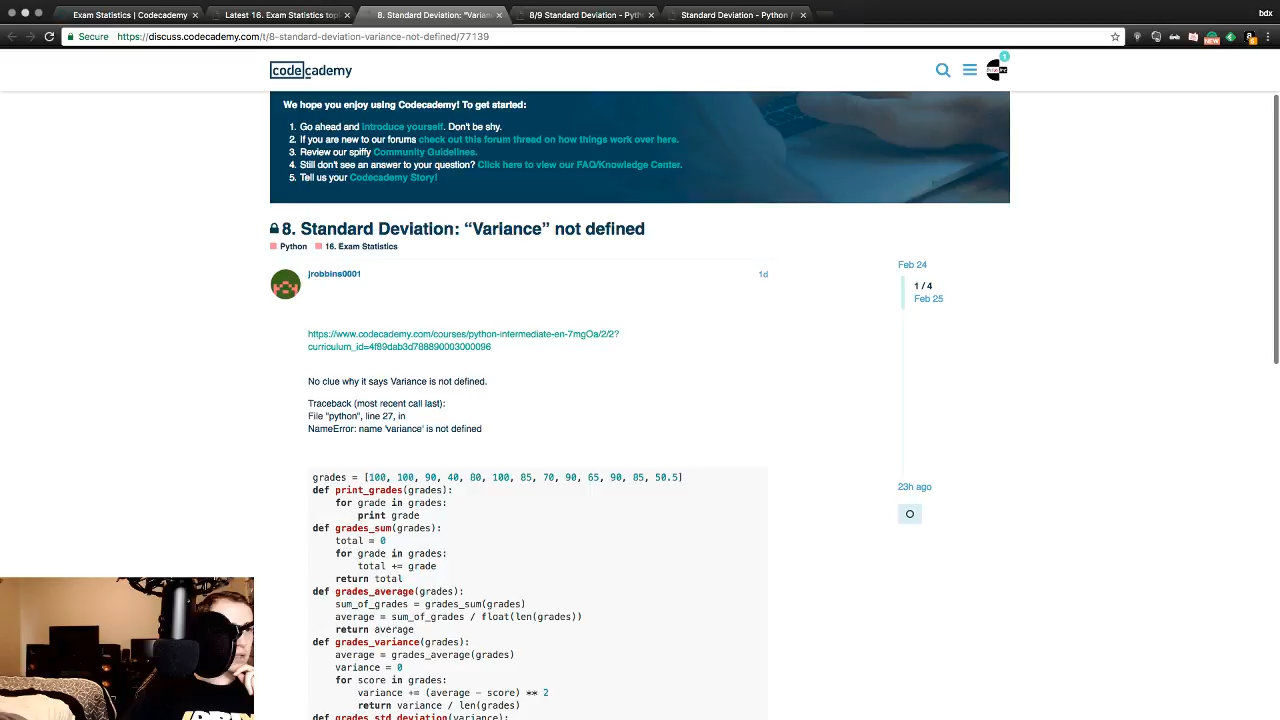 Exam Statistics | Codecademy
Latest 16. Exam Statistics top
8. Standard Deviation: “Varian
8/9 Standard Deviation - Pyth
Standard Deviation - Python /
bdx
Secure https://discuss.codecademy.com/t/8-standard-deviation-variance-not-defined/77139
NEW
codecademy
1
We hope you enjoy using Codecademy! To get started:
1. Go ahead and introduce yourself. Don't be shy.
2. If you are new to our forums check out this forum thread on how things work over here.
3. Review our spiffy Community Guidelines.
4. Still don't see an answer to your question? Click here to view our FAQ/Knowledge Center.
5. Tell us your Codecademy Story!
8. Standard Deviation: “Variance” not defined
Python 16. Exam Statistics
jrobbins0001
1d
Feb 24
1 / 4
Feb 25
23h ago
https://www.codecademy.com/courses/python-intermediate-en-7mgOa/2/2?
curriculum_id=4f89dab3d788890003000096
No clue why it says Variance is not defined.
Traceback (most recent call last):
File "python", line 27, in
NameError: name 'variance' is not defined
grades = [100, 100, 90, 40, 80, 100, 85, 70, 90, 65, 90, 85, 50.5]
def print_grades(grades):
for grade in grades:
print grade
def grades_sum(grades):
total = 0
for grade in grades:
total += grade
return total
def grades_average(grades):
sum_of_grades = grades_sum(grades)
average = sum_of_grades / float(len(grades))
return average
def grades_variance(grades):
average = grades_average(grades)
variance = 0
for score in grades:
variance += (average - score) ** 2
return variance / len(grades)
def grades_std_deviation(variance):